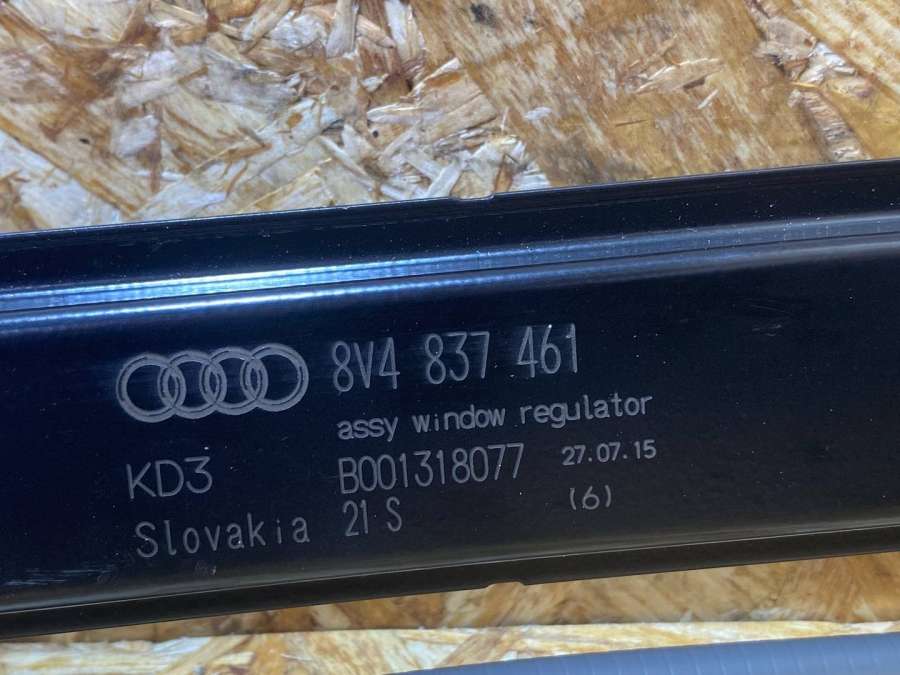 8V4 837 461
assy window regulator
KD3 B001318077 27.07.15
Slovakia 21 S (6)